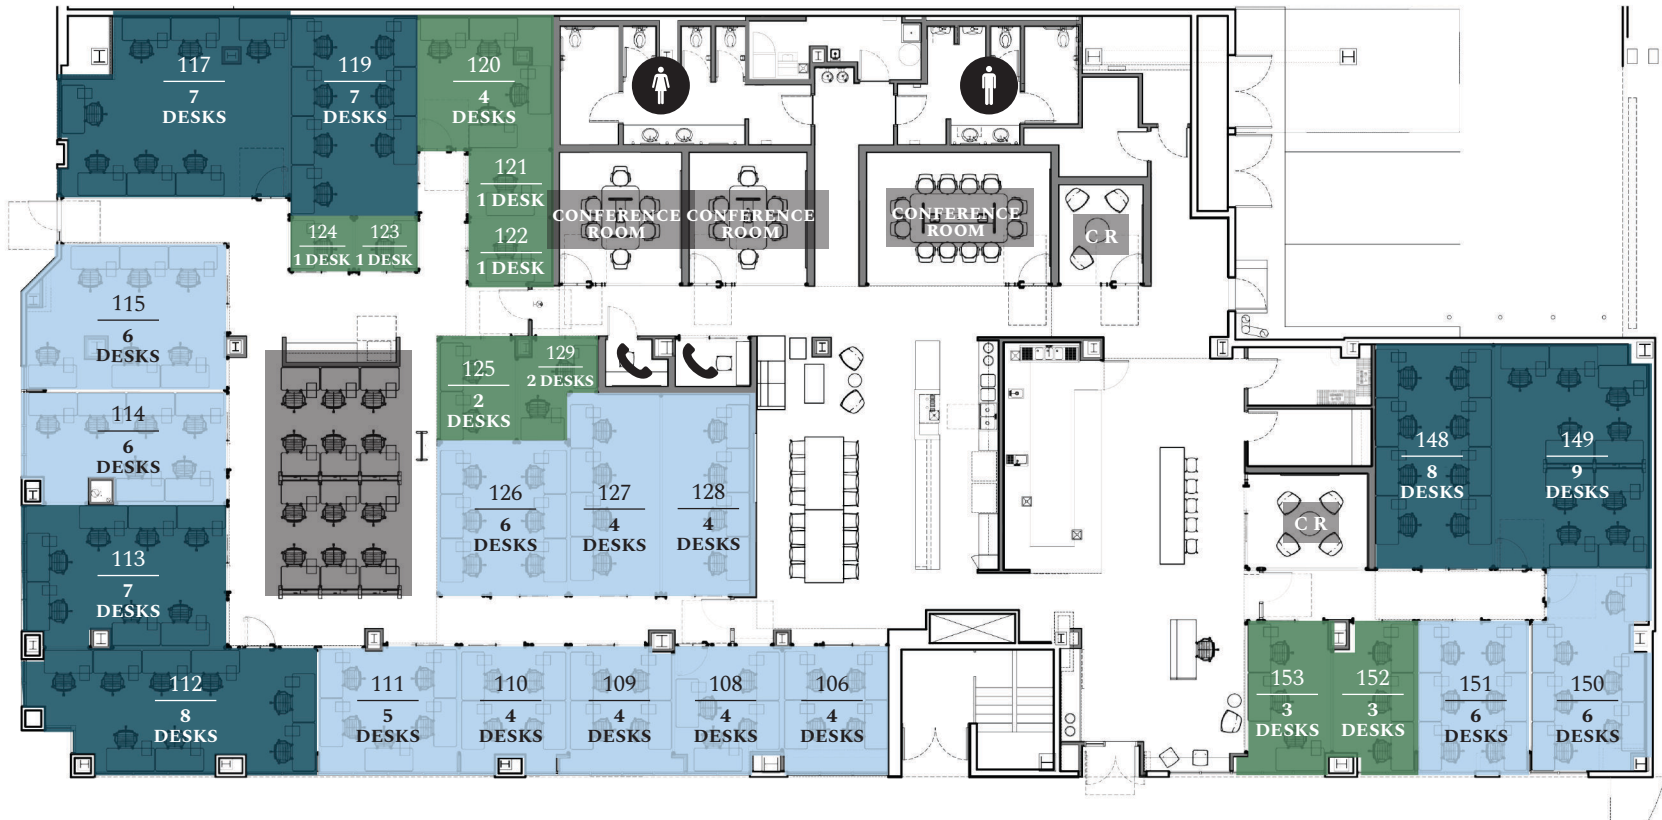 117
7
DESKS
119
7
DESKS
120
4
DESKS
121
1 DESK
122
1 DESK
124
1 DESK
123
1 DESK
CONFERENCE
ROOM
CONFERENCE
ROOM
CONFERENCE
ROOM
C R
115
6
DESKS
114
6
DESKS
113
7
DESKS
112
8
DESKS
125
2
DESKS
129
2 DESKS
126
6
DESKS
127
4
DESKS
128
4
DESKS
111
5
DESKS
110
4
DESKS
109
4
DESKS
108
4
DESKS
106
4
DESKS
148
8
DESKS
149
9
DESKS
C R
153
3
DESKS
152
3
DESKS
151
6
DESKS
150
6
DESKS